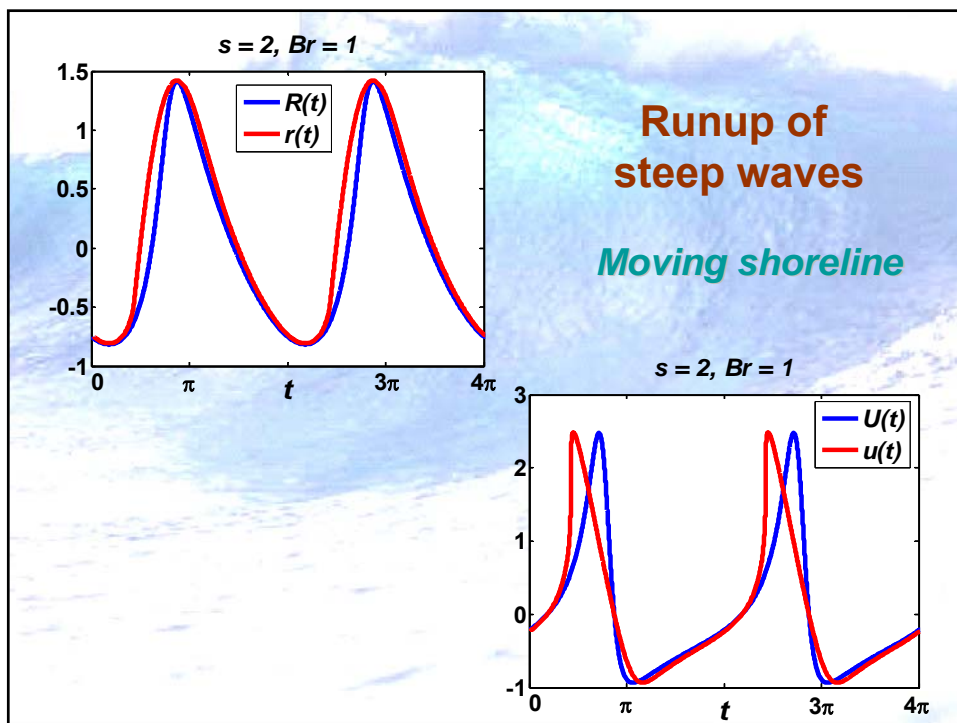 s = 2, Br = 1
1.5
1
0.5
0
-0.5
-1
R(t)
r(t)
0
π
t
3π
4π
Runup of
steep waves
Moving shoreline
s = 2, Br = 1
3
2
1
0
-1
U(t)
u(t)
0
π
t
3π
4π